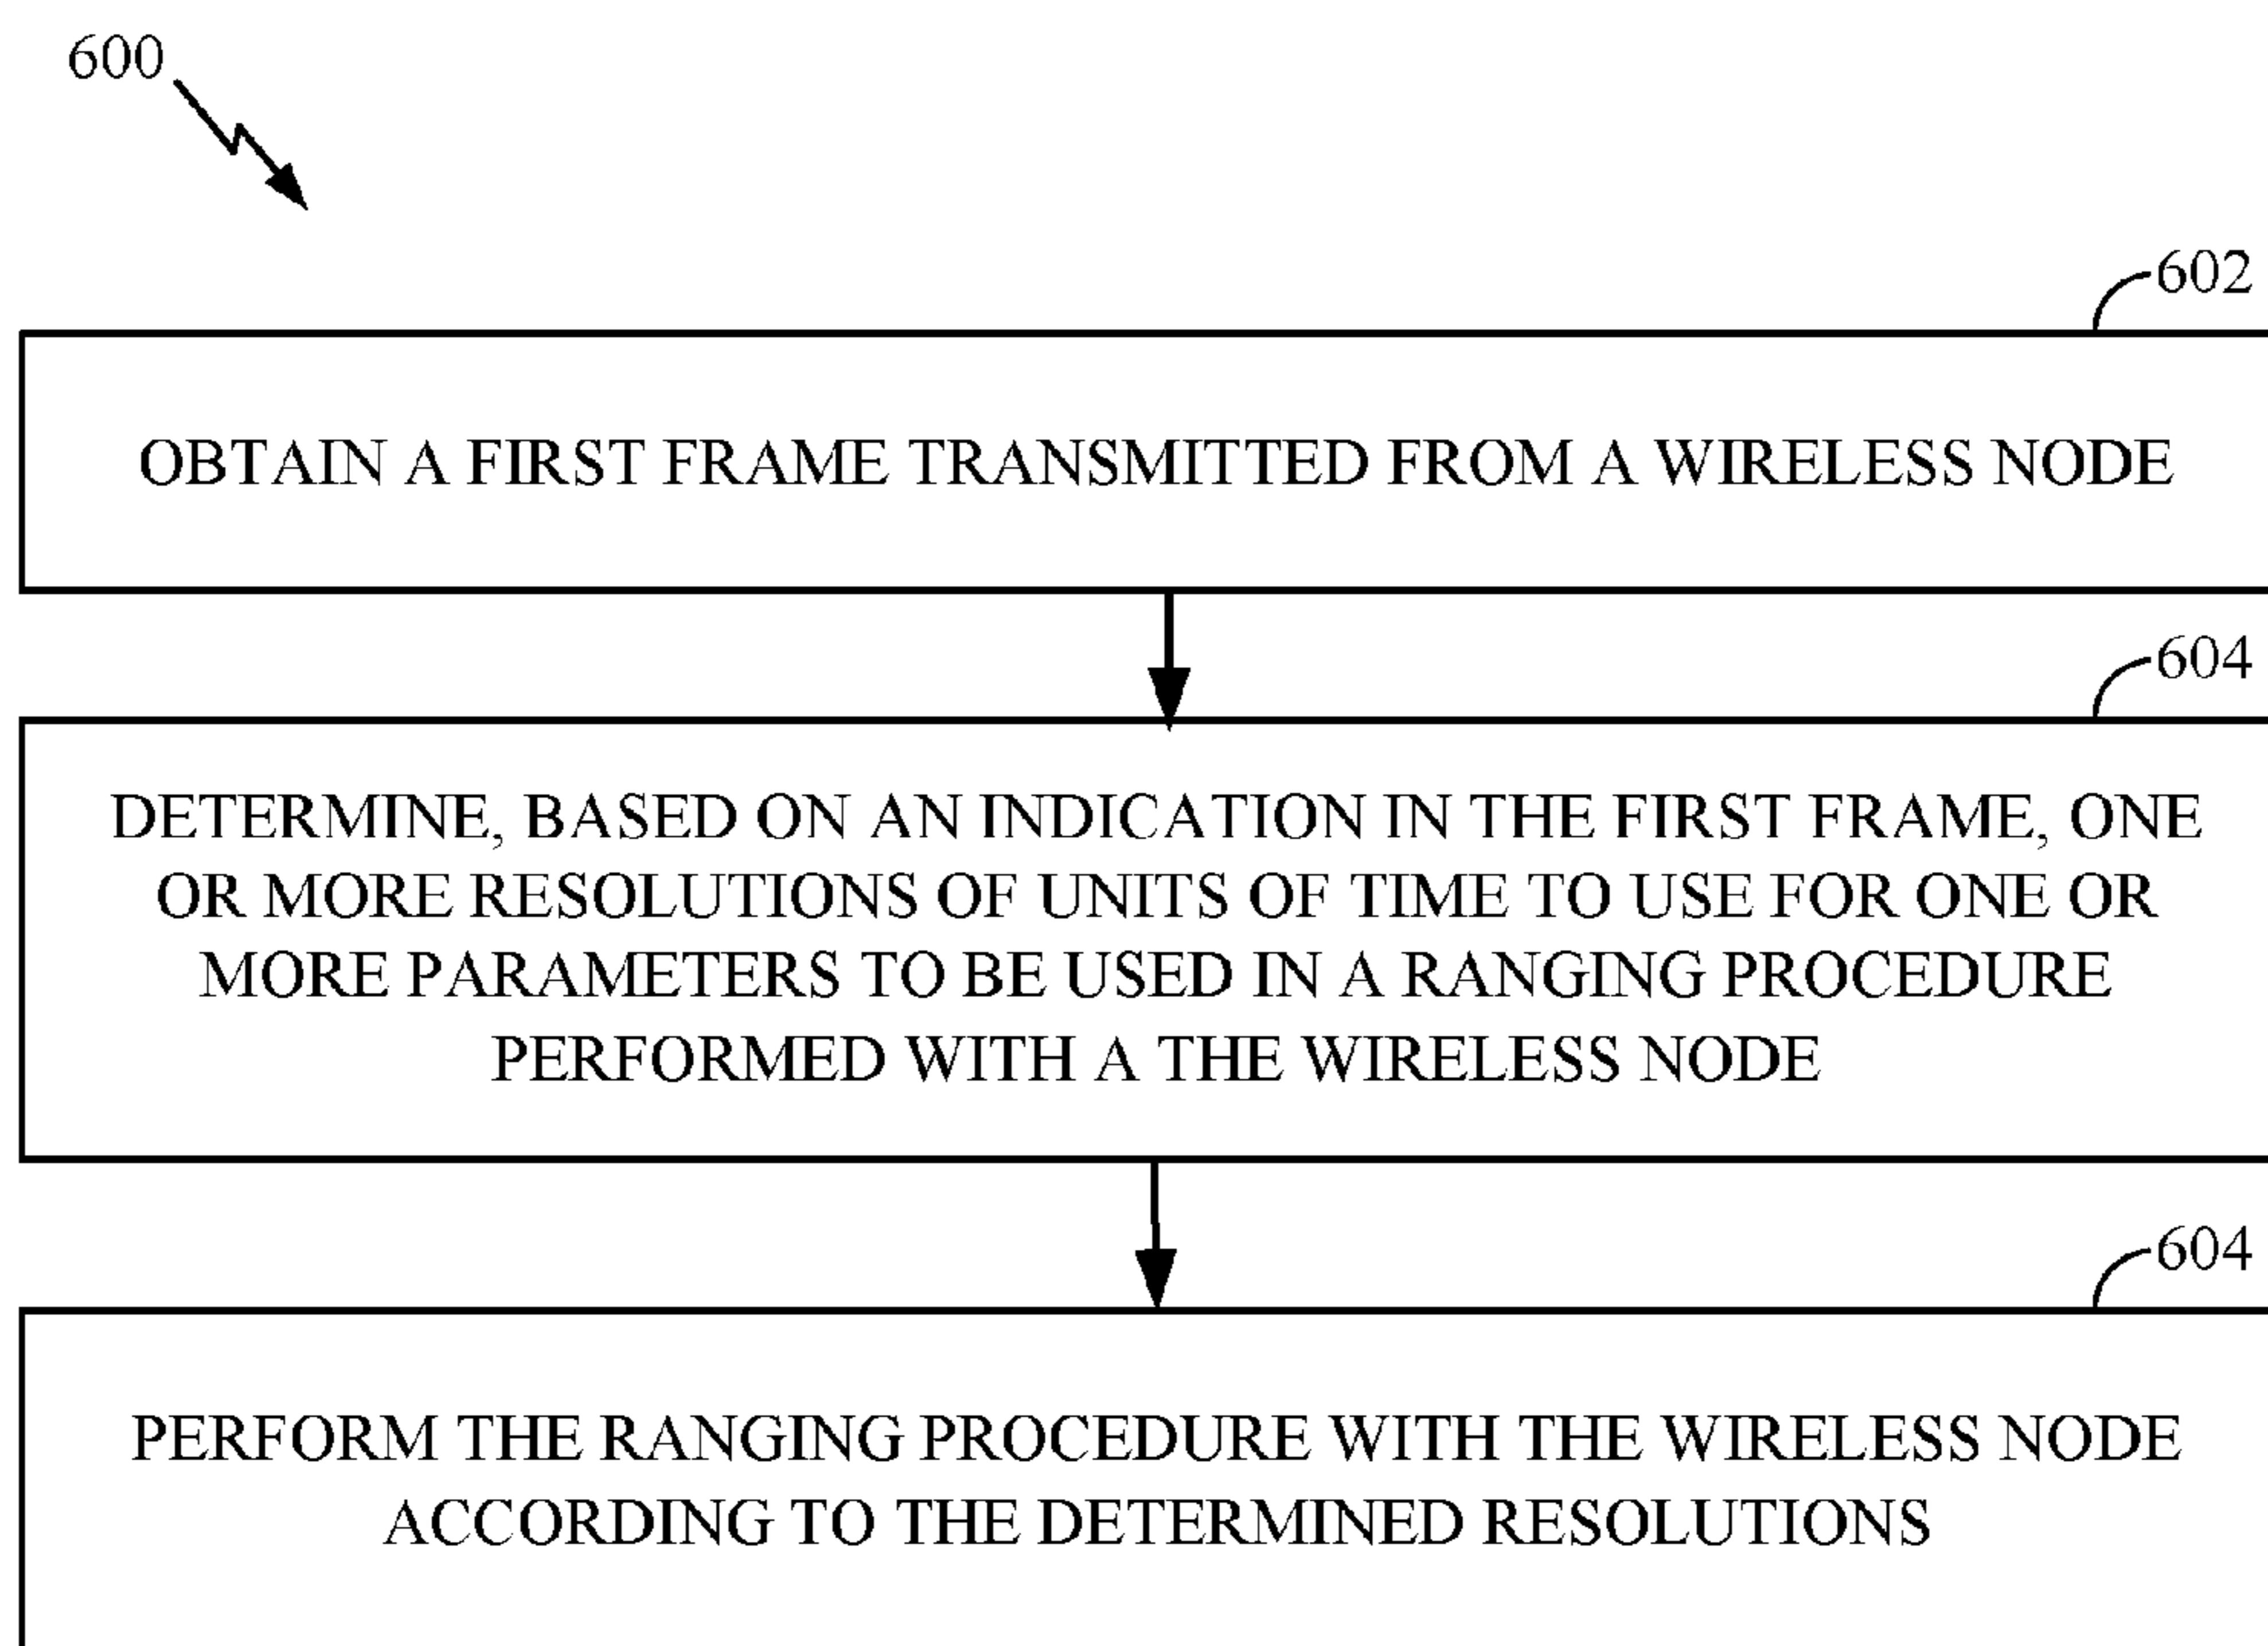 600
602
OBTAIN A FIRST FRAME TRANSMITTED FROM A WIRELESS NODE
604
DETERMINE, BASED ON AN INDICATION IN THE FIRST FRAME, ONE
OR MORE RESOLUTIONS OF UNITS OF TIME TO USE FOR ONE OR
MORE PARAMETERS TO BE USED IN A RANGING PROCEDURE
PERFORMED WITH A THE WIRELESS NODE
604
PERFORM THE RANGING PROCEDURE WITH THE WIRELESS NODE
ACCORDING TO THE DETERMINED RESOLUTIONS